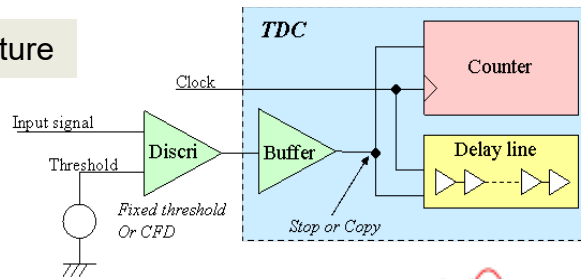 ture
TDC
Counter
Clock
Input signal
Discri
Buffer
Delay line
Threshold
Fixed threshold
Or CFD
Stop or Copy